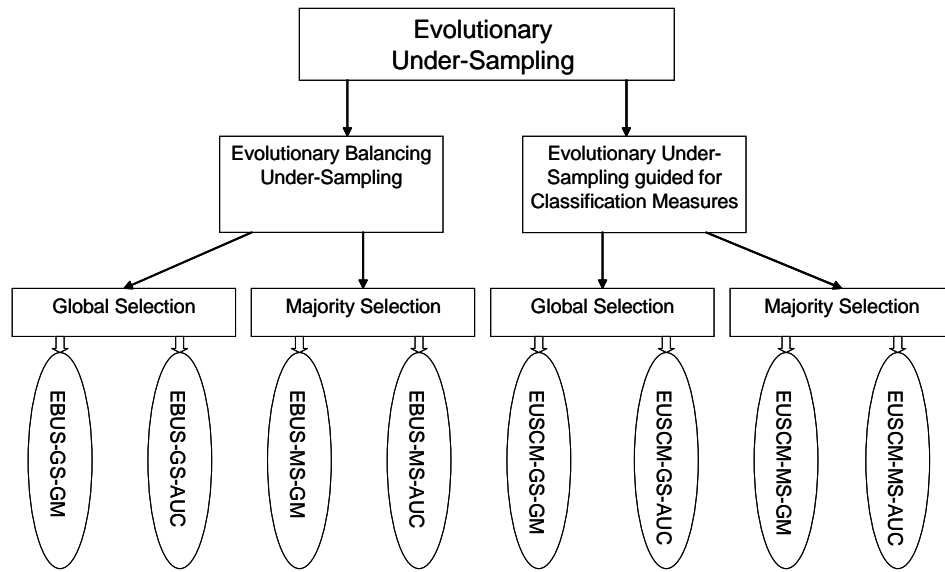 Evolutionary
Under-Sampling
Evolutionary Balancing
Under-Sampling
Evolutionary Under-
Sampling guided for
Classification Measures
Global Selection
Majority Selection
Global Selection
Majority Selection
EBUS-GS-GM
EBUS-GS-AUC
EBUS-MS-GM
EBUS-MS-AUC
EUSCM-GS-GM
EUSCM-GS-AUC
EUSCM-MS-GM
EUSCM-MS-AUC